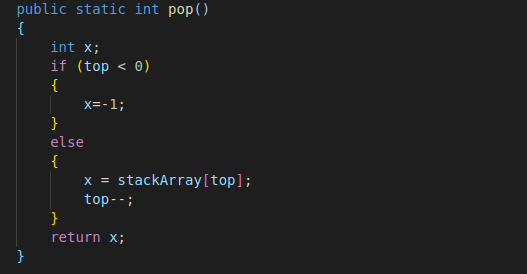 public static int pop()
{
    int x;
    if (top < 0)
    {
        x=-1;
    }
    else
    {
        x = stackArray[top];
        top--;
    }
    return x;
}